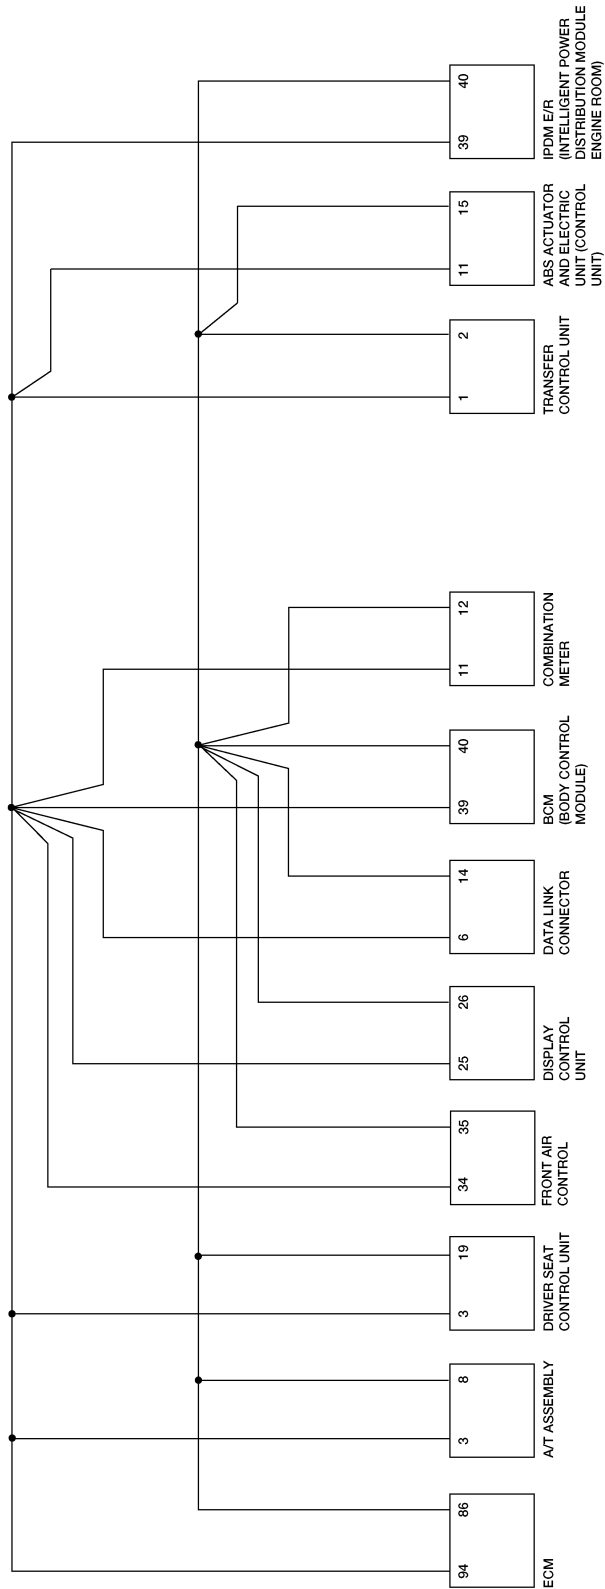 94
86
ECM
3
8
A/T ASSEMBLY
3
19
DRIVER SEAT
CONTROL UNIT
34
35
FRONT AIR
CONTROL
25
26
DISPLAY
CONTROL
UNIT
6
14
DATA LINK
CONNECTOR
39
40
BCM
(BODY CONTROL
MODULE)
11
12
COMBINATION
METER
1
2
TRANSFER
CONTROL UNIT
11
15
ABS ACTUATOR
AND ELECTRIC
UNIT (CONTROL
UNIT)
39
40
IPDM E/R
(INTELLIGENT POWER
DISTRIBUTION MODULE
ENGINE ROOM)